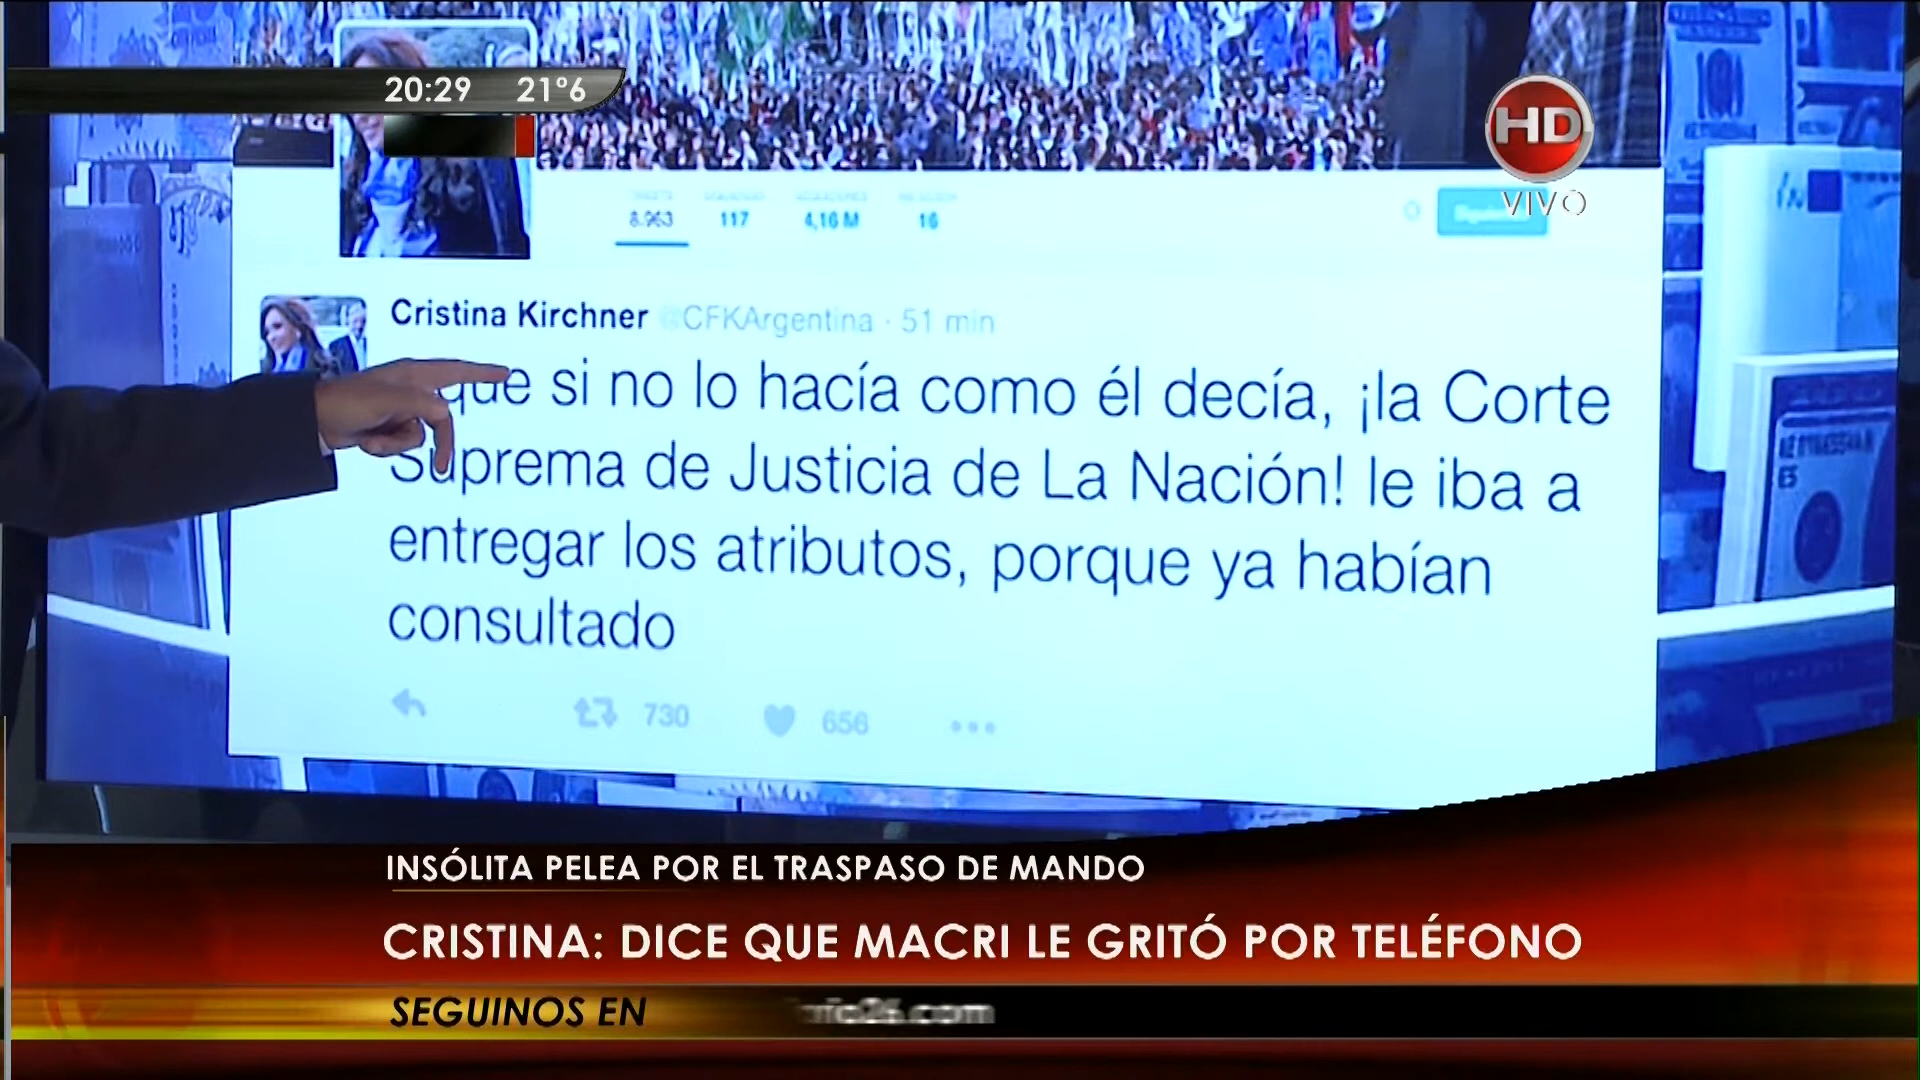 20:29 21º6
HD
VIVO
8.963 117 4,16 M 16
Cristina Kirchner @CFKArgentina · 51 min
que si no lo hacía como él decía, ¡la Corte
Suprema de Justicia de La Nación! le iba a
entregar los atributos, porque ya habían
consultado
730 656
INSÓLITA PELEA POR EL TRASPASO DE MANDO
CRISTINA: DICE QUE MACRI LE GRITÓ POR TELÉFONO
SEGUINOS EN